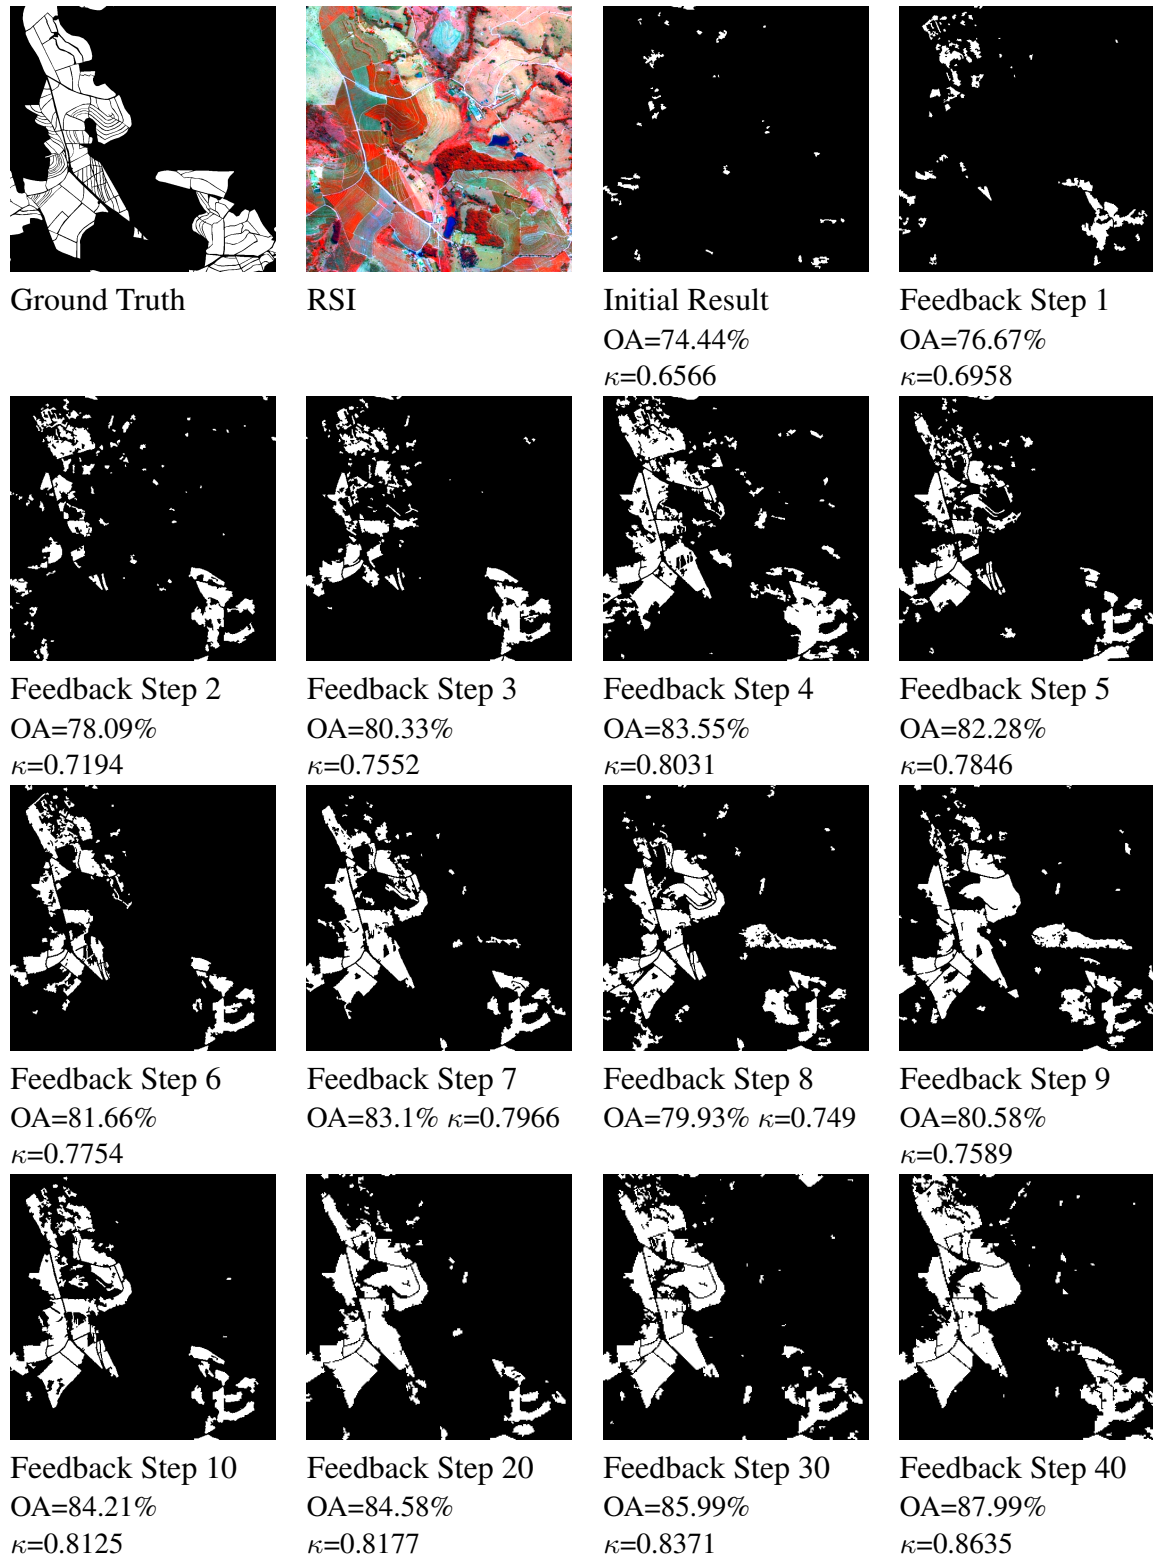 Ground Truth
RSI
Initial Result
OA=74.44%
κ=0.6566
Feedback Step 1
OA=76.67%
κ=0.6958
Feedback Step 2
OA=78.09%
κ=0.7194
Feedback Step 3
OA=80.33%
κ=0.7552
Feedback Step 4
OA=83.55%
κ=0.8031
Feedback Step 5
OA=82.28%
κ=0.7846
Feedback Step 6
OA=81.66%
κ=0.7754
Feedback Step 7
OA=83.1% κ=0.7966
Feedback Step 8
OA=79.93% κ=0.749
Feedback Step 9
OA=80.58%
κ=0.7589
Feedback Step 10
OA=84.21%
κ=0.8125
Feedback Step 20
OA=84.58%
κ=0.8177
Feedback Step 30
OA=85.99%
κ=0.8371
Feedback Step 40
OA=87.99%
κ=0.8635